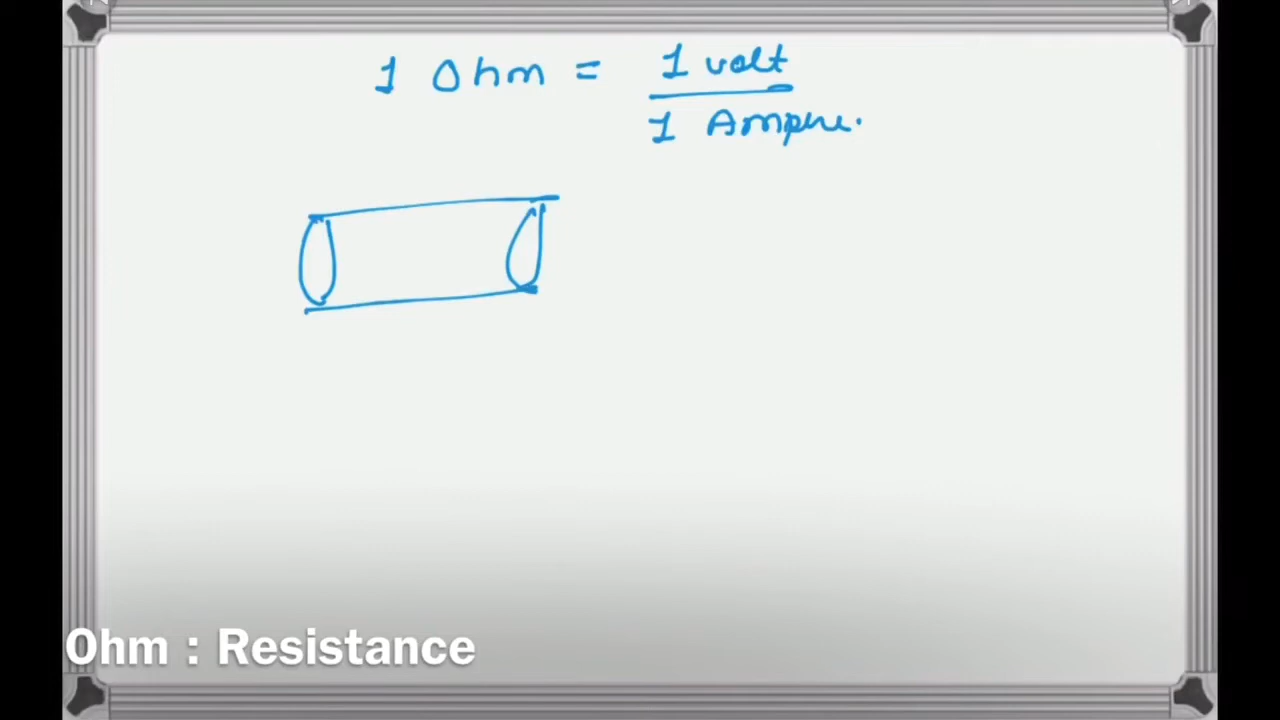 1 Ohm = 1 volt
1 Ampere.
Ohm : Resistance